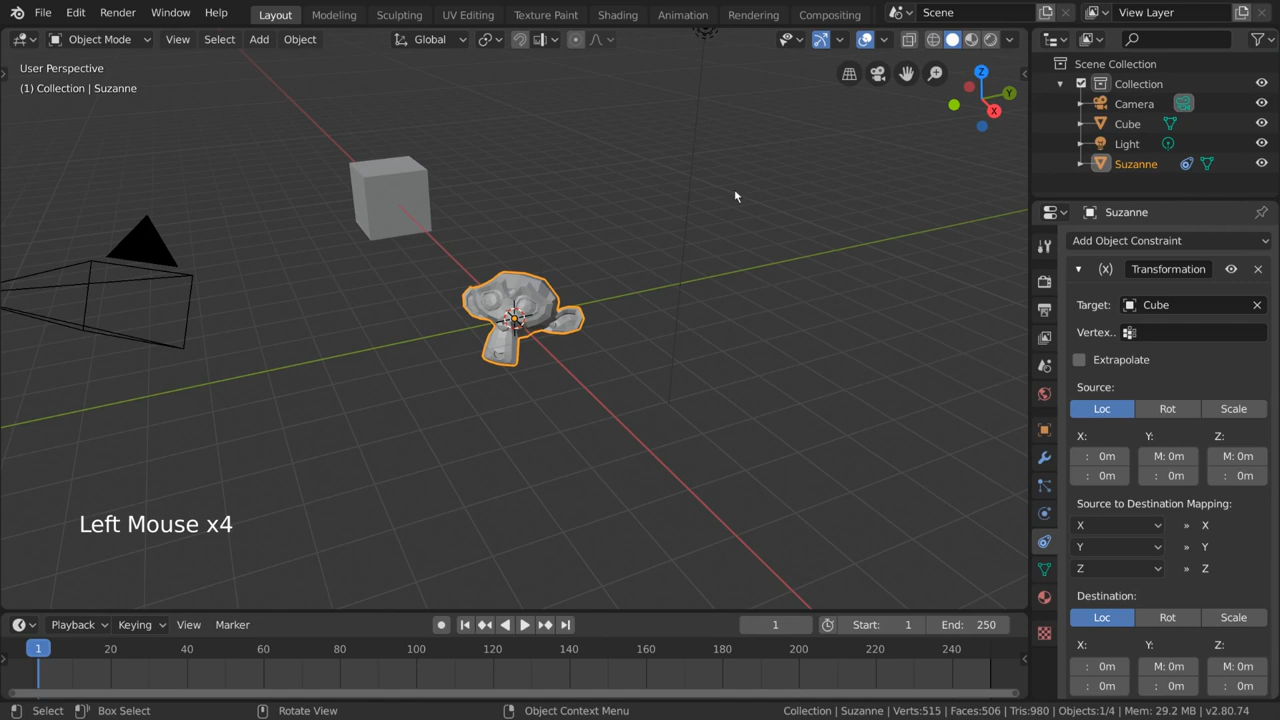 File Edit Render Window Help Layout Modeling Sculpting UV Editing Texture Paint Shading Animation Rendering Compositing Scene View Layer
Object Mode View Select Add Object Global
User Perspective
(1) Collection | Suzanne
Z
Y
X
Scene Collection
Collection
Camera
Cube
Light
Suzanne
Suzanne
Add Object Constraint
(x) Transformation
Target: Cube
Vertex..
Extrapolate
Source:
Loc Rot Scale
X: Y: Z:
: 0m M: 0m M: 0m
: 0m : 0m : 0m
Source to Destination Mapping:
X » X
Y » Y
Z » Z
Destination:
Loc Rot Scale
X: Y: Z:
: 0m M: 0m M: 0m
: 0m : 0m : 0m
Left Mouse x4
Playback Keying View Marker 1 Start: 1 End: 250
1 20 40 60 80 100 120 140 160 180 200 220 240
Select Box Select Rotate View Object Context Menu Collection | Suzanne | Verts:515 | Faces:506 | Tris:980 | Objects:1/4 | Mem: 29.2 MB | v2.80.74